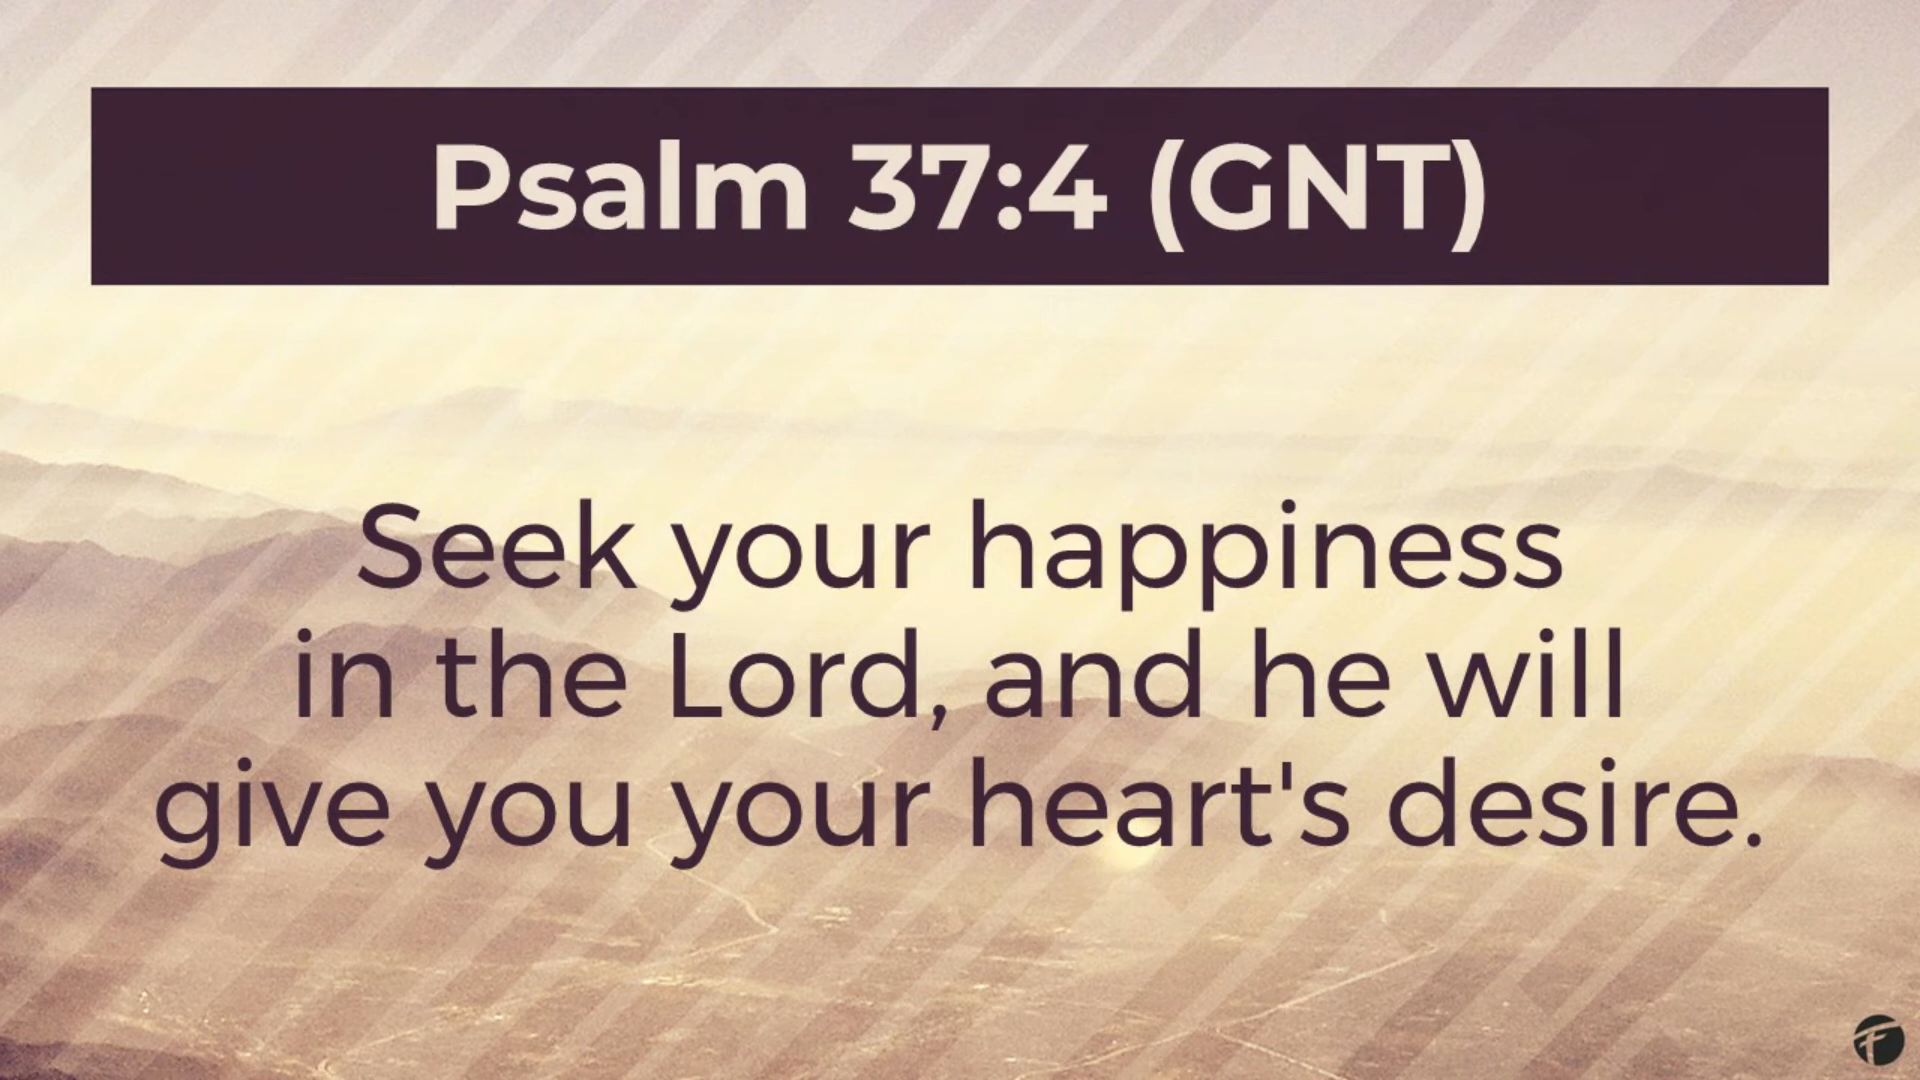 Psalm 37:4 (GNT)
Seek your happiness
in the Lord, and he will
give you your heart's desire.